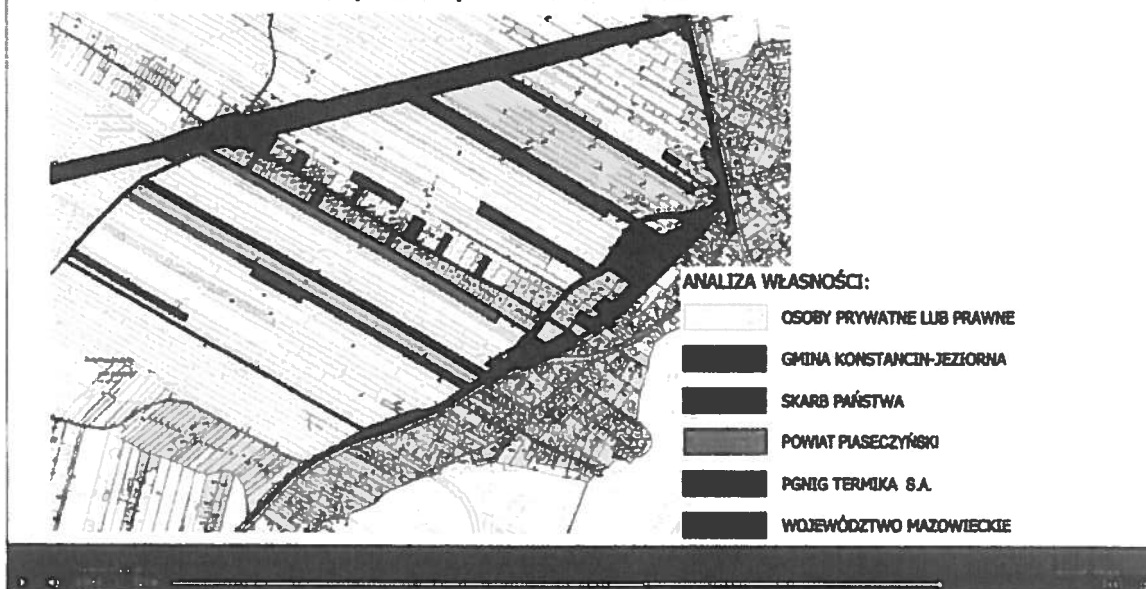 ANALIZA WŁASNOŚCI:
OSOBY PRYWATNE LUB PRAWNE
GMINA KONSTANCIN-JEZIORNA
SKARB PAŃSTWA
POWIAT PIASECZYŃSKI
PGNIG TERMIKA S.A.
WOJEWÓDZTWO MAZOWIECKIE